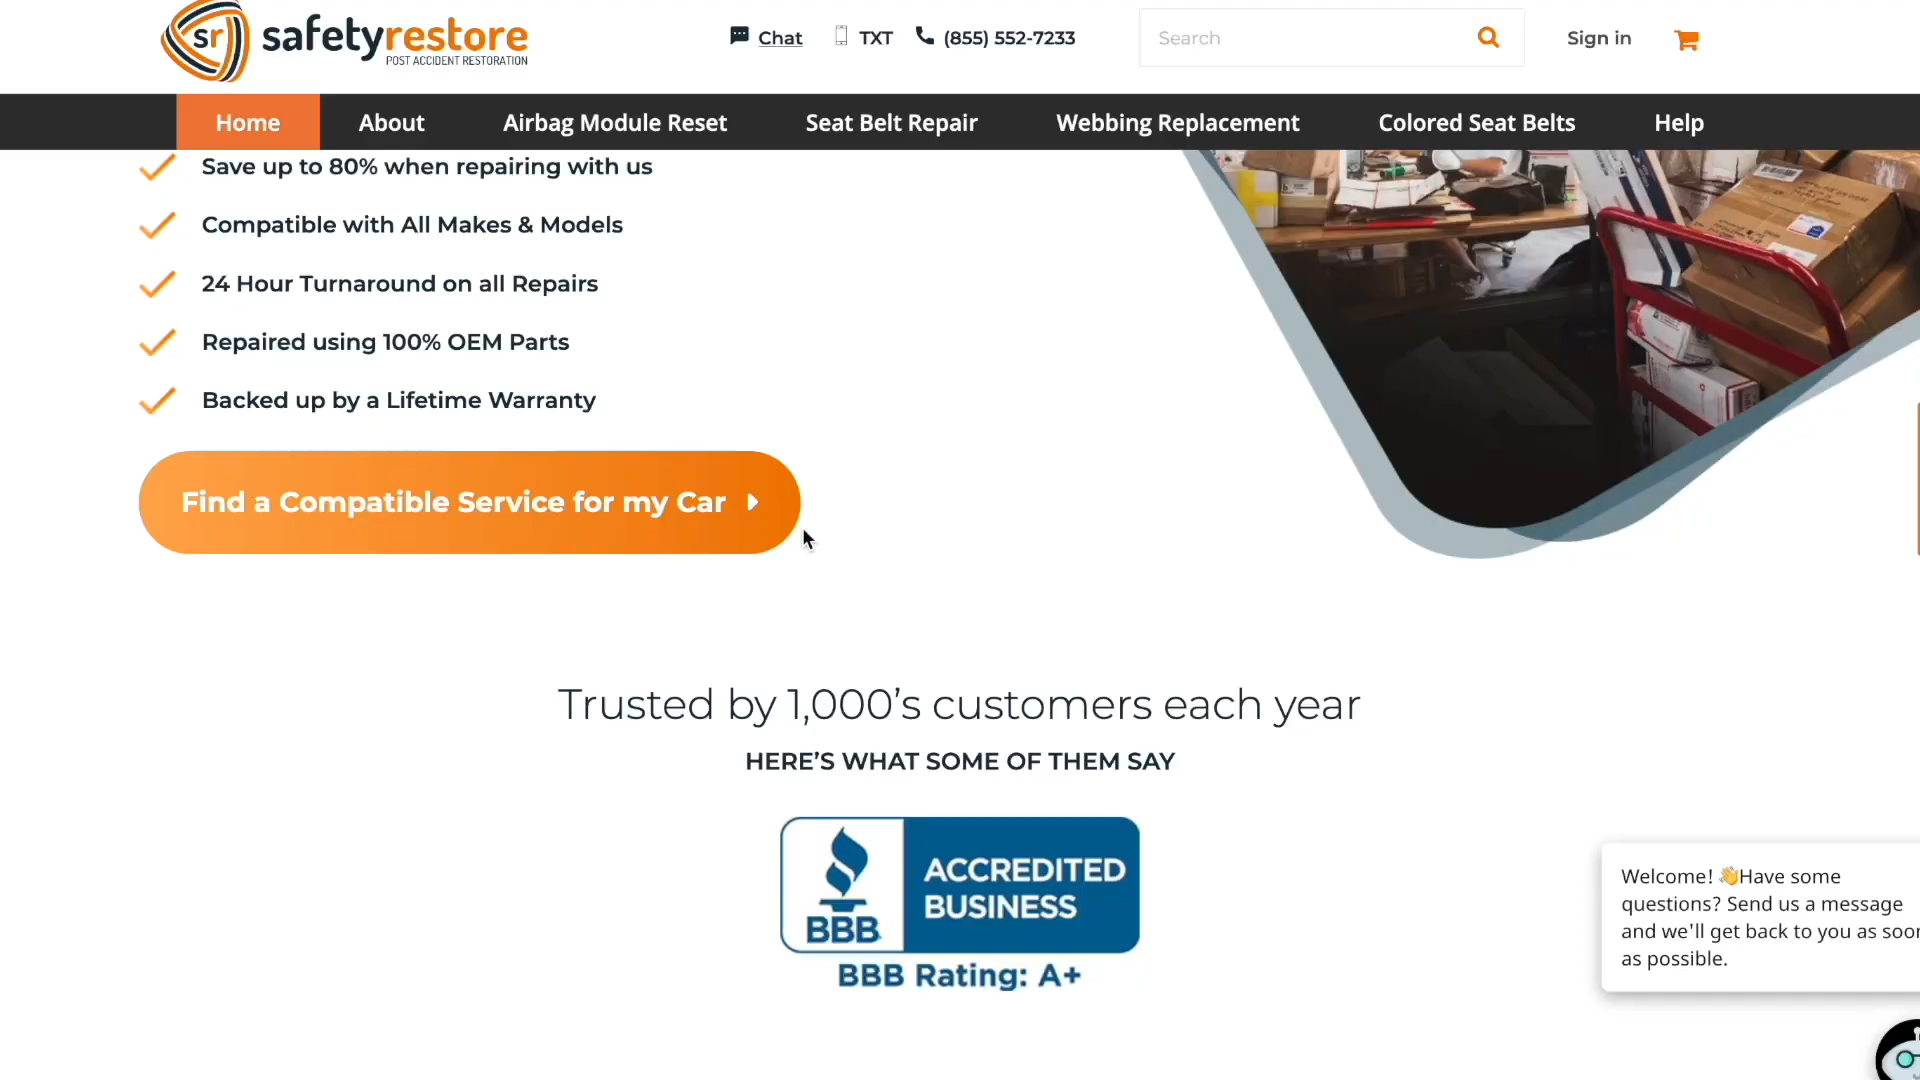 sr safetyrestore
POST ACCIDENT RESTORATION
Chat TXT (855) 552-7233 Search Sign in
Home About Airbag Module Reset Seat Belt Repair Webbing Replacement Colored Seat Belts Help
Save up to 80% when repairing with us
Compatible with All Makes & Models
24 Hour Turnaround on all Repairs
Repaired using 100% OEM Parts
Backed up by a Lifetime Warranty
Find a Compatible Service for my Car
Trusted by 1,000’s customers each year
HERE’S WHAT SOME OF THEM SAY
BBB
ACCREDITED
BUSINESS
BBB Rating: A+
Welcome! 👋Have some
questions? Send us a message
and we'll get back to you as soon
as possible.